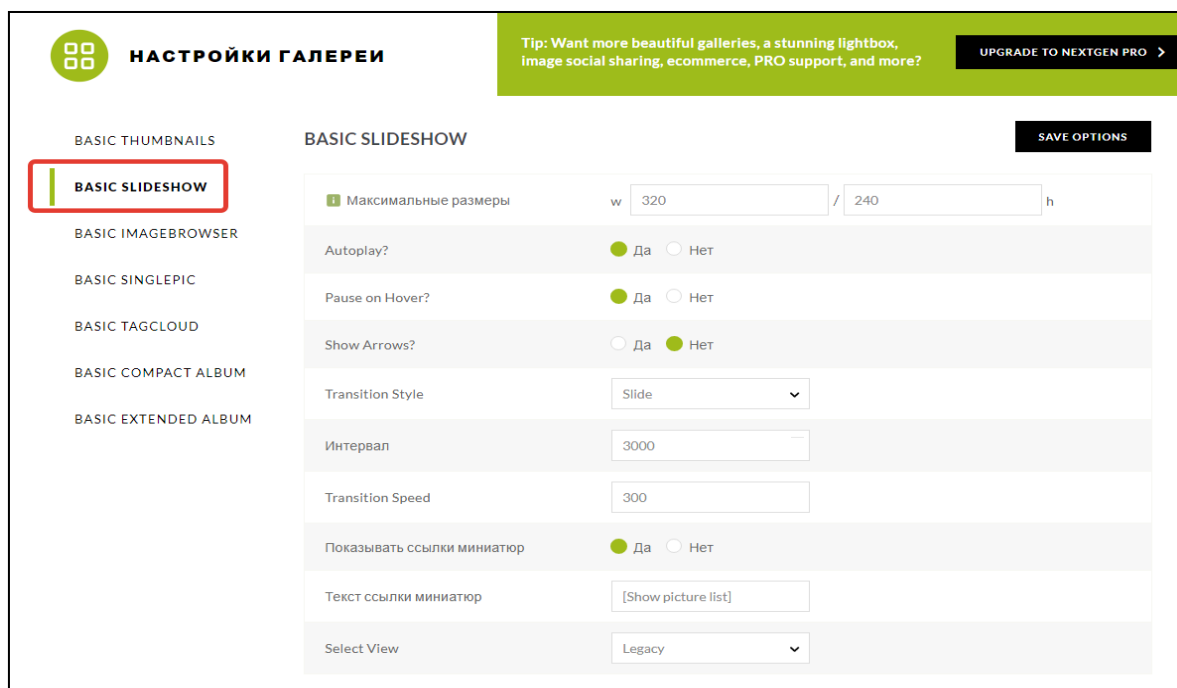 НАСТРОЙКИ ГАЛЕРЕИ
Tip: Want more beautiful galleries, a stunning lightbox,
image social sharing, ecommerce, PRO support, and more?
UPGRADE TO NEXTGEN PRO
BASIC THUMBNAILS
BASIC SLIDESHOW
BASIC IMAGEBROWSER
BASIC SINGLEPIC
BASIC TAGCLOUD
BASIC COMPACT ALBUM
BASIC EXTENDED ALBUM
BASIC SLIDESHOW
SAVE OPTIONS
i Максимальные размеры w 320 / 240 h
Autoplay? Да Нет
Pause on Hover? Да Нет
Show Arrows? Да Нет
Transition Style Slide
Интервал 3000
Transition Speed 300
Показывать ссылки миниатюр Да Нет
Текст ссылки миниатюр [Show picture list]
Select View Legacy